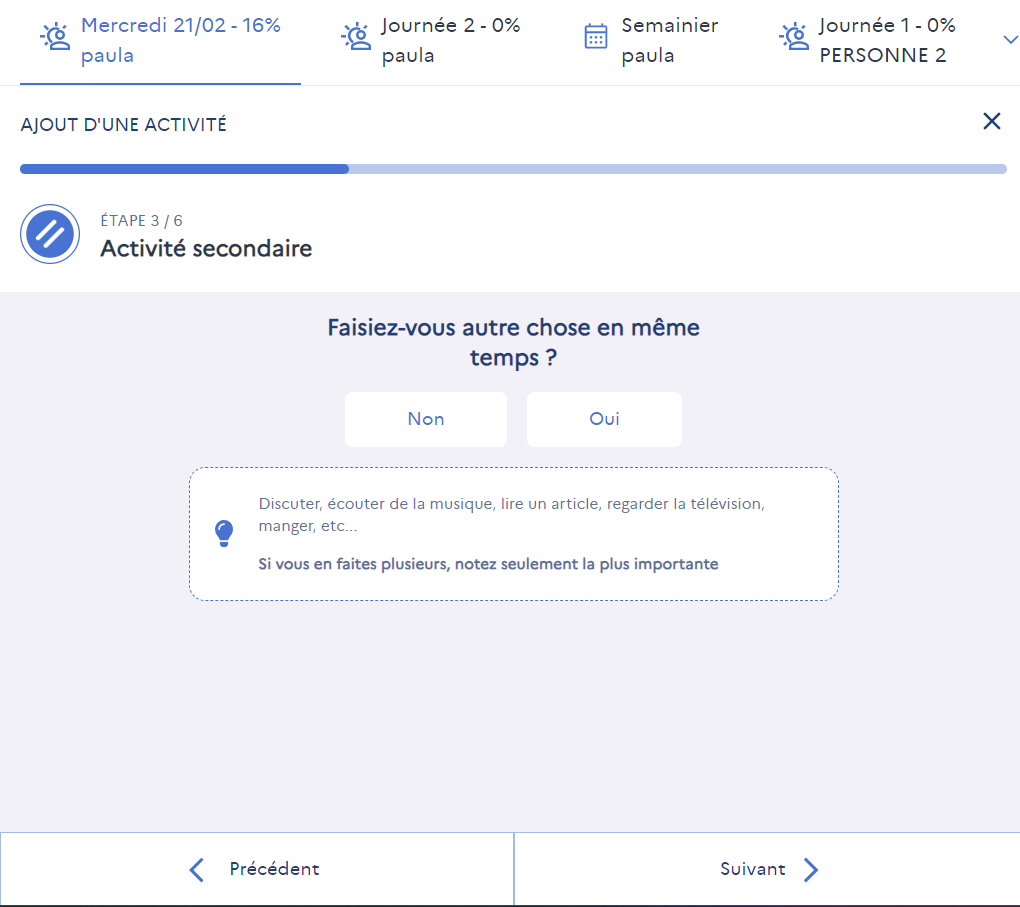 Mercredi 21/02 - 16%
paula
Journée 2 - 0%
paula
Semainier
paula
Journée 1 - 0%
PERSONNE 2
AJOUT D'UNE ACTIVITÉ
ÉTAPE 3 / 6
Activité secondaire
Faisiez-vous autre chose en même
temps ?
Non
Oui
Discuter, écouter de la musique, lire un article, regarder la télévision,
manger, etc...
Si vous en faites plusieurs, notez seulement la plus importante
Précédent
Suivant